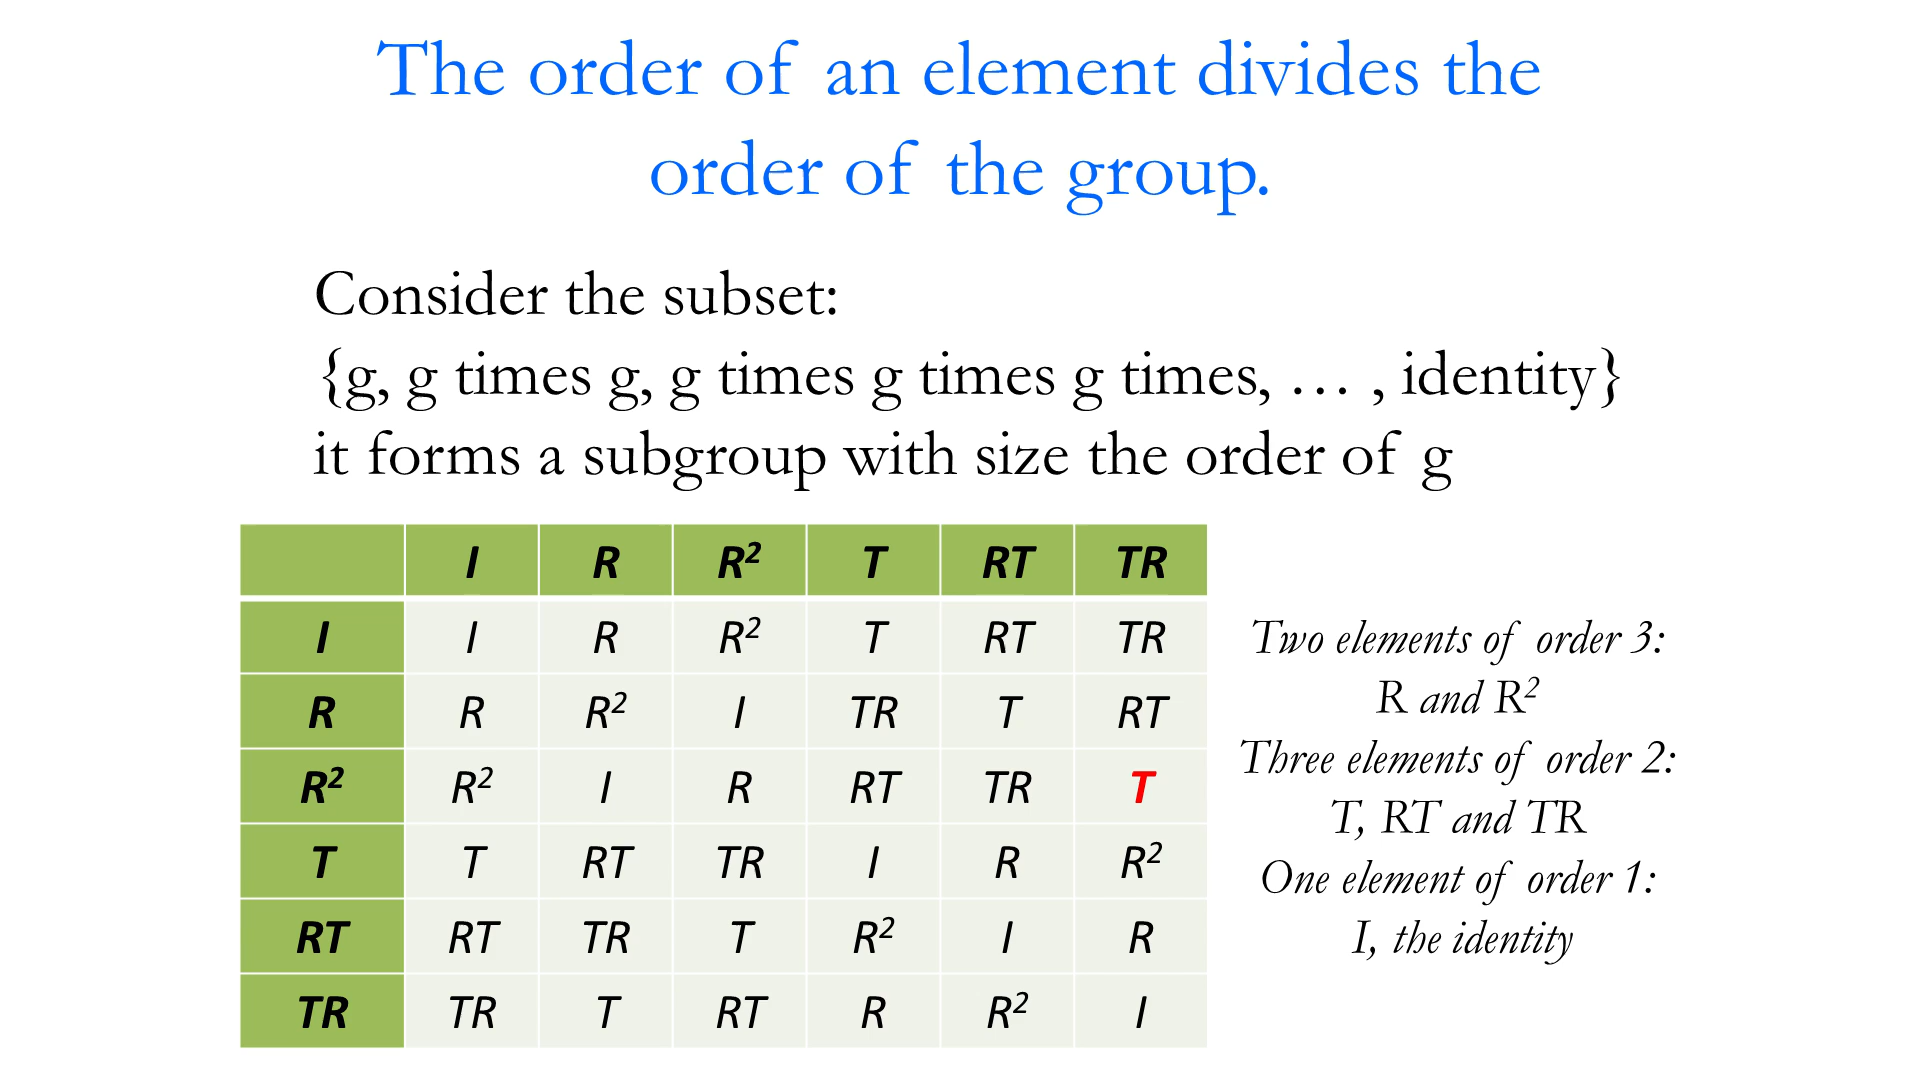 The order of an element divides the
order of the group.
Consider the subset:
{g, g times g, g times g times g times, … , identity}
it forms a subgroup with size the order of g
I R R² T RT TR
I I R R² T RT TR
R R R² I TR T RT
R² R² I R RT TR T
T T RT TR I R R²
RT RT TR T R² I R
TR TR T RT R R² I
Two elements of order 3:
R and R²
Three elements of order 2:
T, RT and TR
One element of order 1:
I, the identity